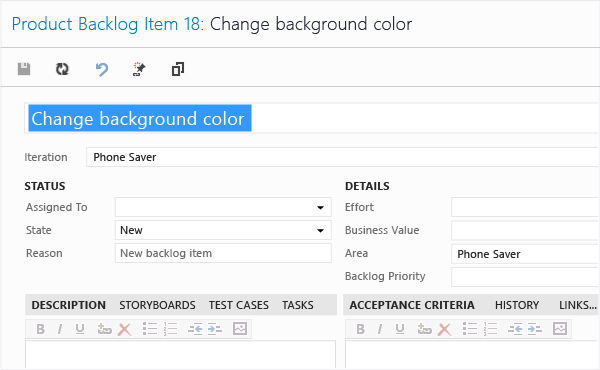 Product Backlog Item 18: Change background color
Change background color
Iteration Phone Saver
STATUS DETAILS
Assigned To Effort
State New Business Value
Reason New backlog item Area Phone Saver
Backlog Priority
DESCRIPTION STORYBOARDS TEST CASES TASKS ACCEPTANCE CRITERIA HISTORY LINKS...
B I U B I U